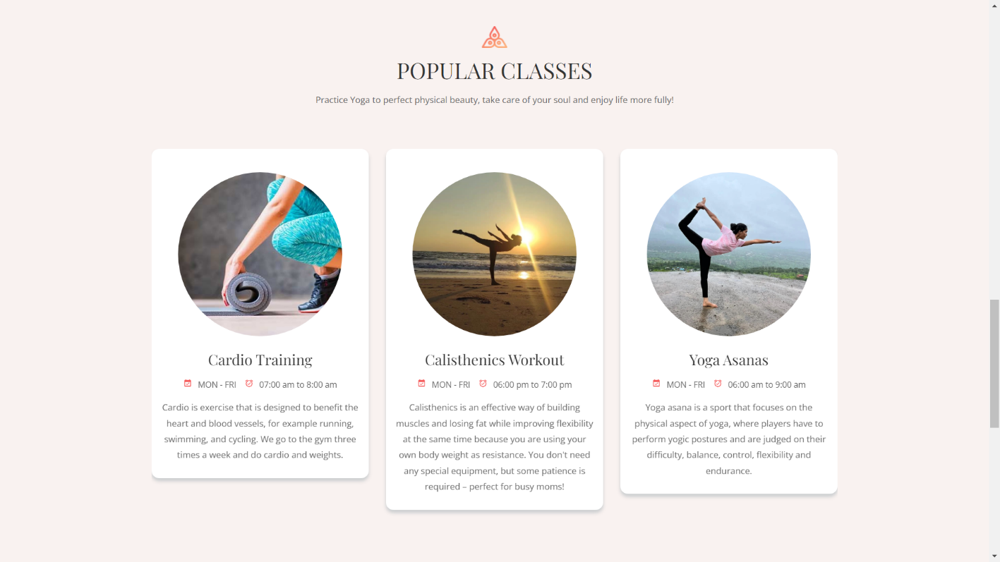 POPULAR CLASSES
Practice Yoga to perfect physical beauty, take care of your soul and enjoy life more fully!
Cardio Training
MON - FRI 07:00 am to 8:00 am
Cardio is exercise that is designed to benefit the
heart and blood vessels, for example running,
swimming, and cycling. We go to the gym three
times a week and do cardio and weights.
Calisthenics Workout
MON - FRI 06:00 pm to 7:00 pm
Calisthenics is an effective way of building
muscles and losing fat while improving flexibility
at the same time because you are using your
own body weight as resistance. You don't need
any special equipment, but some patience is
required – perfect for busy moms!
Yoga Asanas
MON - FRI 06:00 am to 9:00 am
Yoga asana is a sport that focuses on the
physical aspect of yoga, where players have to
perform yogic postures and are judged on their
difficulty, balance, control, flexibility and
endurance.